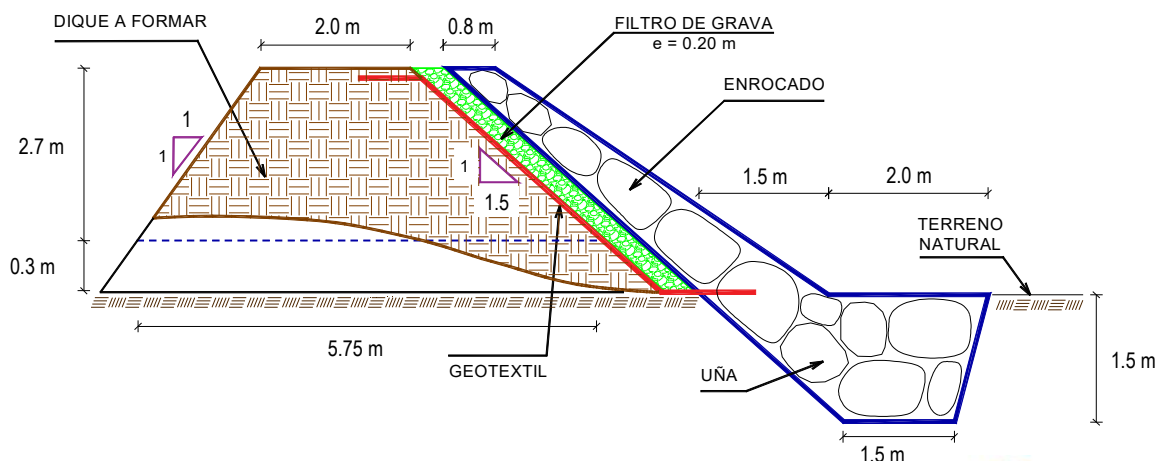 DIQUE A FORMAR
2.0 m
0.8 m
FILTRO DE GRAVA
e = 0.20 m
ENROCADO
1
1
2.7 m
1
1.5
1.5 m
2.0 m
TERRENO
NATURAL
0.3 m
5.75 m
GEOTEXTIL
UÑA
1.5 m
1.5 m